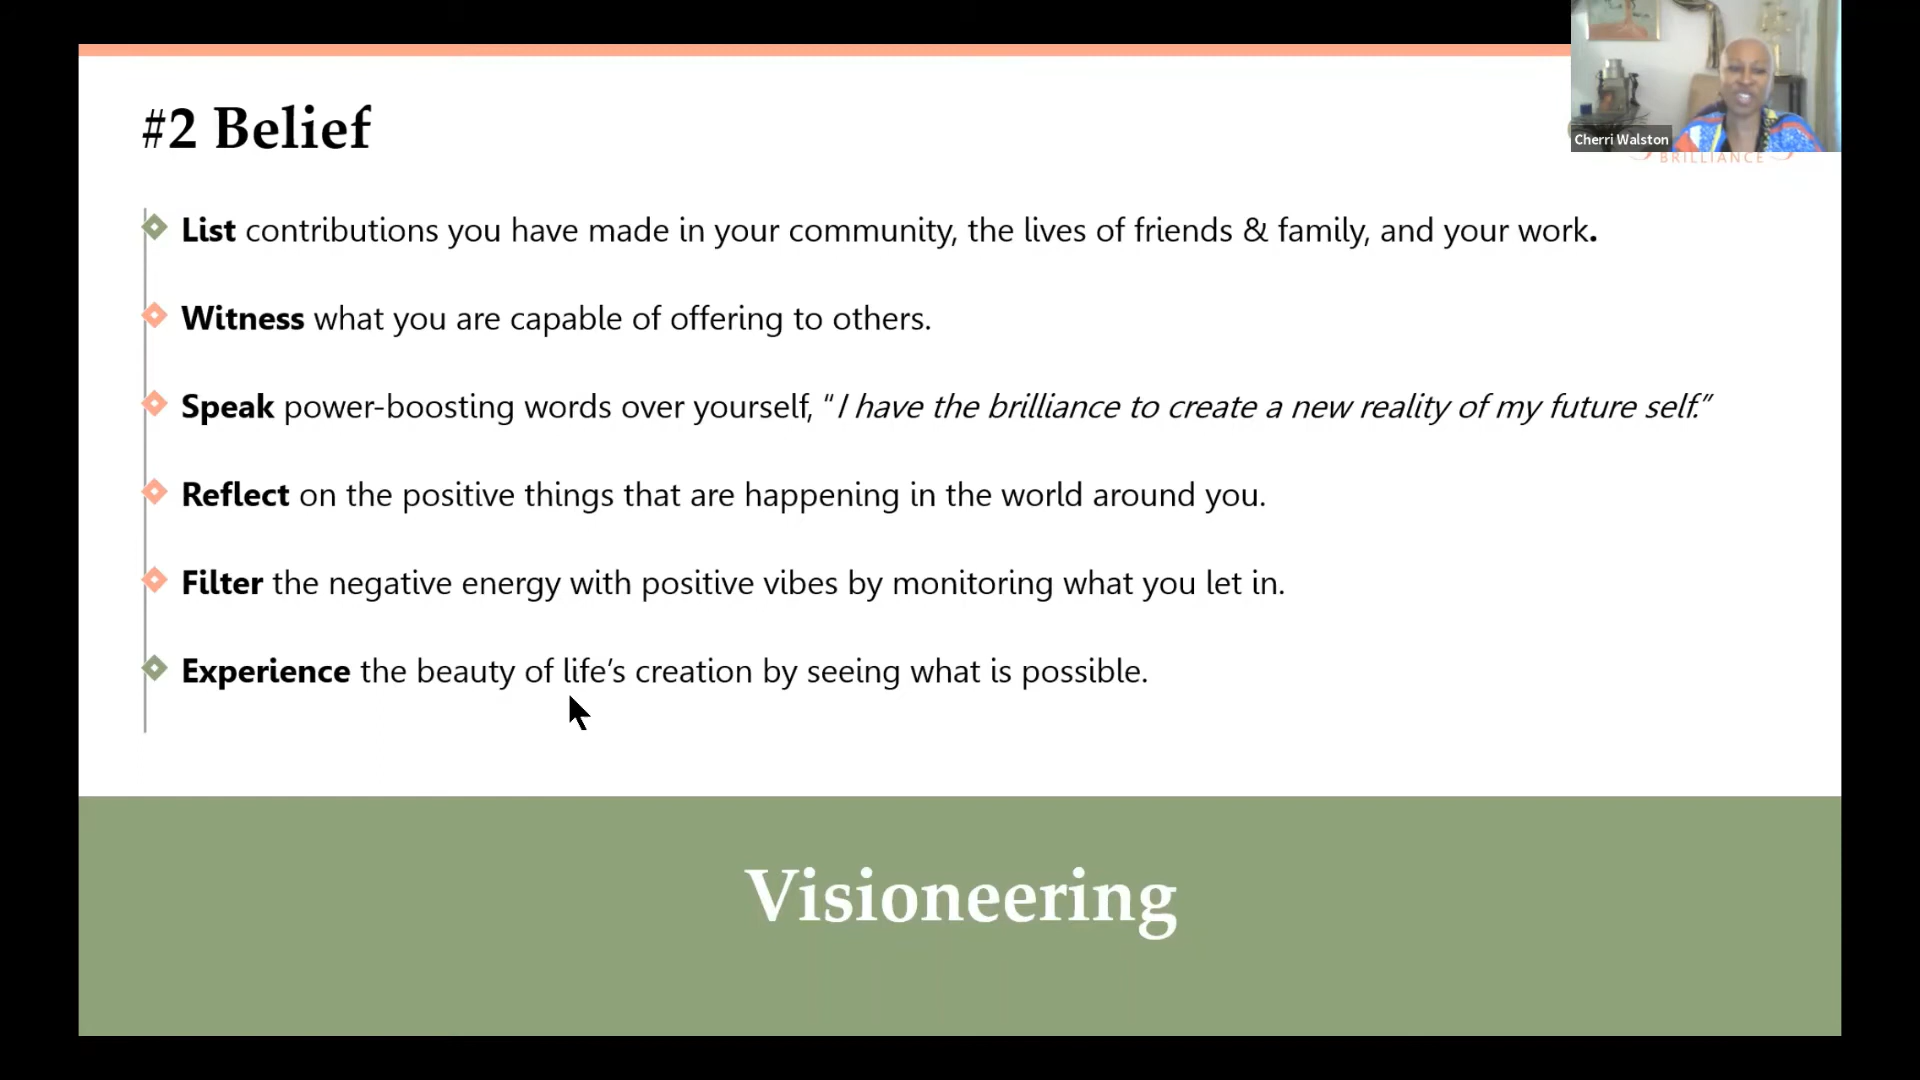 Cherri Walston
BRILLIANCE
#2 Belief
List contributions you have made in your community, the lives of friends & family, and your work.
Witness what you are capable of offering to others.
Speak power-boosting words over yourself, “I have the brilliance to create a new reality of my future self.”
Reflect on the positive things that are happening in the world around you.
Filter the negative energy with positive vibes by monitoring what you let in.
Experience the beauty of life’s creation by seeing what is possible.
Visioneering